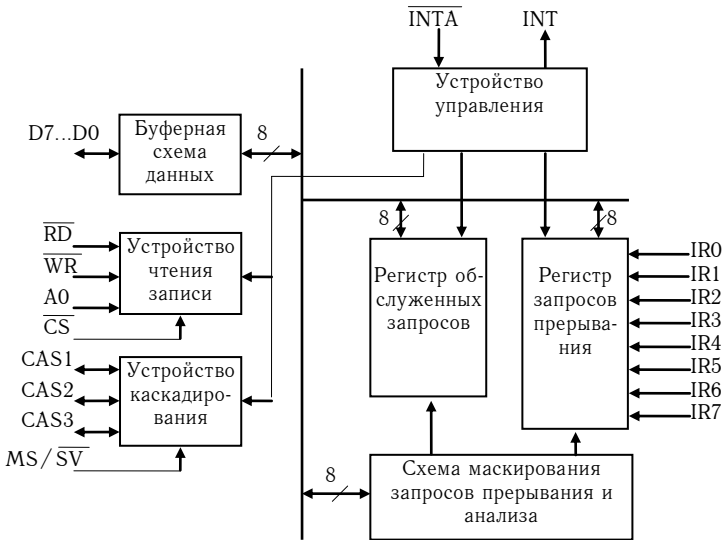 INTA INT
Устройство
управления
D7...D0
Буферная
схема
данных
8
8
8
RD
WR
A0
CS
Устройство
чтения
записи
Регистр об-
служенных
запросов
Регистр
запросов
прерыва-
ния
IR0
IR1
IR2
IR3
IR4
IR5
IR6
IR7
CAS1
CAS2
CAS3
MS/SV
Устройство
каскадиро-
вания
8
Схема маскирования
запросов прерывания и
анализа